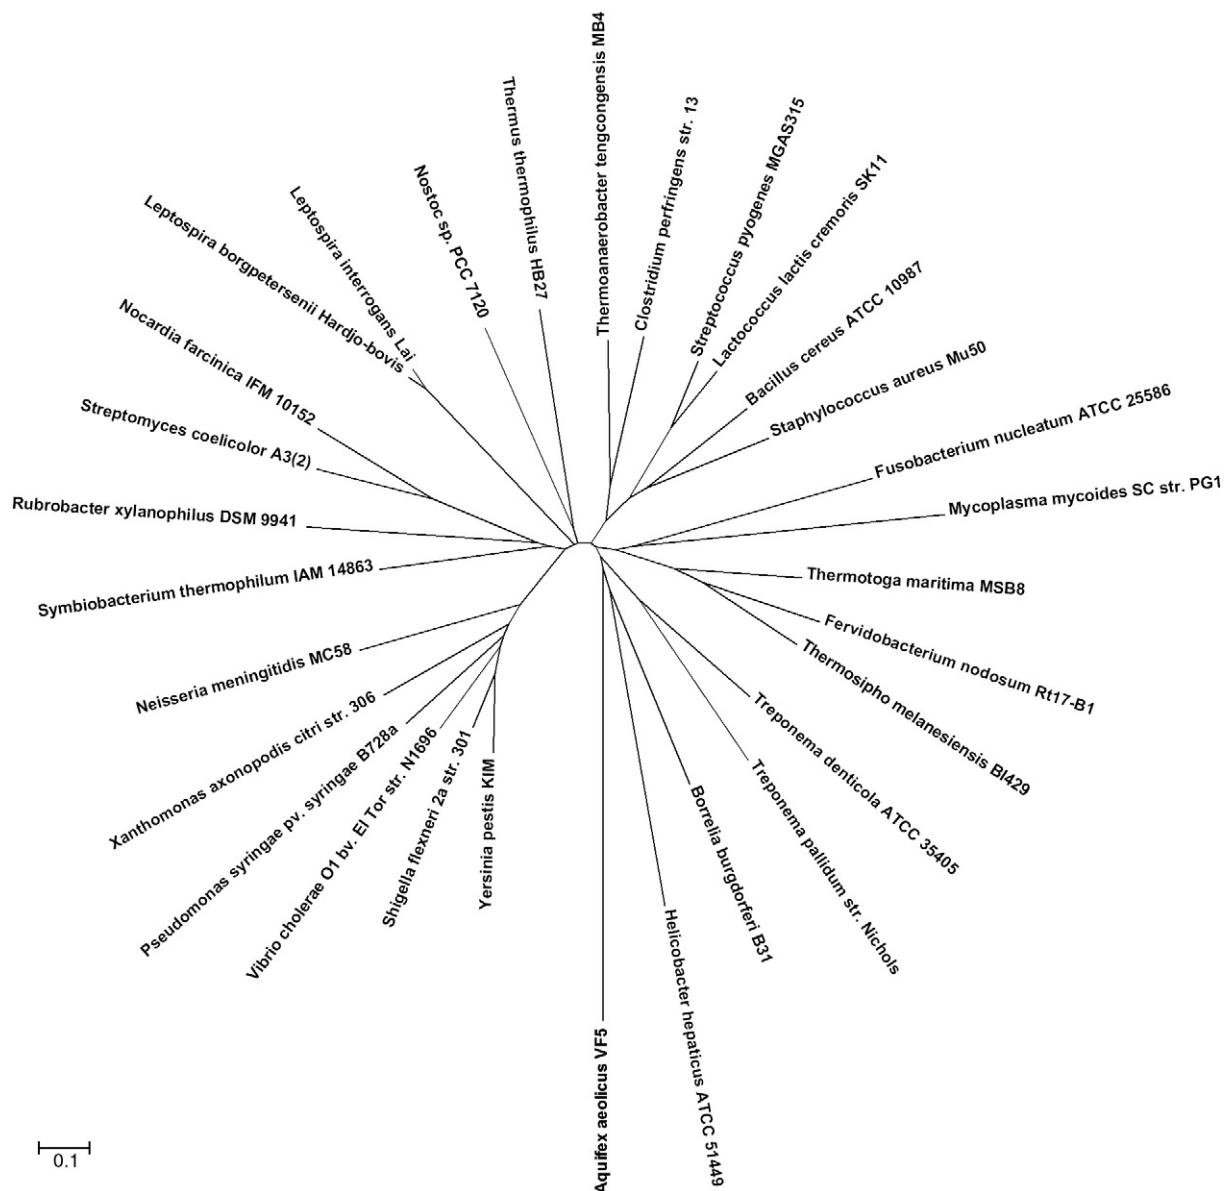 Thermoanaerobacter tengcongensis MB4
Clostridium perfringens str. 13
Streptococcus pyogenes MGAS315
Lactococcus lactis cremoris SK11
Bacillus cereus ATCC 10987
Staphylococcus aureus Mu50
Fusobacterium nucleatum ATCC 25586
Mycoplasma mycoides SC str. PG1
Thermotoga maritima MSB8
Fervidobacterium nodosum Rt17-B1
Thermosipho melanesiensis BI429
Treponema denticola ATCC 35405
Treponema pallidum str. Nichols
Borrelia burgdorferi B31
Helicobacter hepaticus ATCC 51449
Aquifex aeolicus VF5
Yersinia pestis KIM
Shigella flexneri 2a str. 301
Vibrio cholerae O1 bv. El Tor str. N1696
Pseudomonas syringae pv. syringae B728a
Xanthomonas axonopodis citri str. 306
Neisseria meningitidis MC58
Symbiobacterium thermophilum IAM 14863
Rubrobacter xylanophilus DSM 9941
Streptomyces coelicolor A3(2)
Nocardia farcinica IFM 10152
Leptospira borgpetersenii Hardjo-bovis
Leptospira interrogans Lai
Nostoc sp. PCC 7120
Thermus thermophilus HB27
0.1